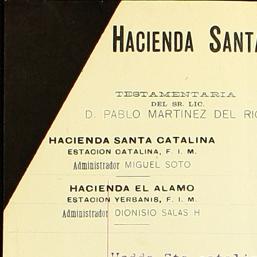 HACIENDA SANTA
TESTAMENTARIA
DEL SR. LIC.
D. PABLO MARTINEZ DEL RIO
HACIENDA SANTA CATALINA
ESTACION CATALINA, F. I. M.
Administrador MIGUEL SOTO
HACIENDA EL ALAMO
ESTACION YERBANIS, F. I. M.
Administrador DIONISIO SALAS H